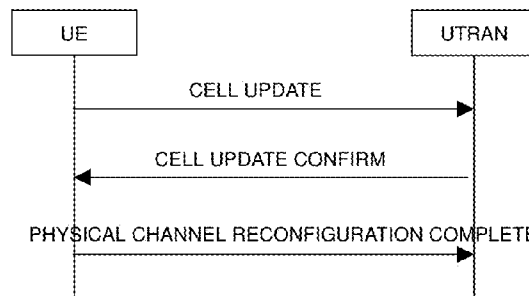 UE
UTRAN
CELL UPDATE
CELL UPDATE CONFIRM
PHYSICAL CHANNEL RECONFIGURATION COMPLETE